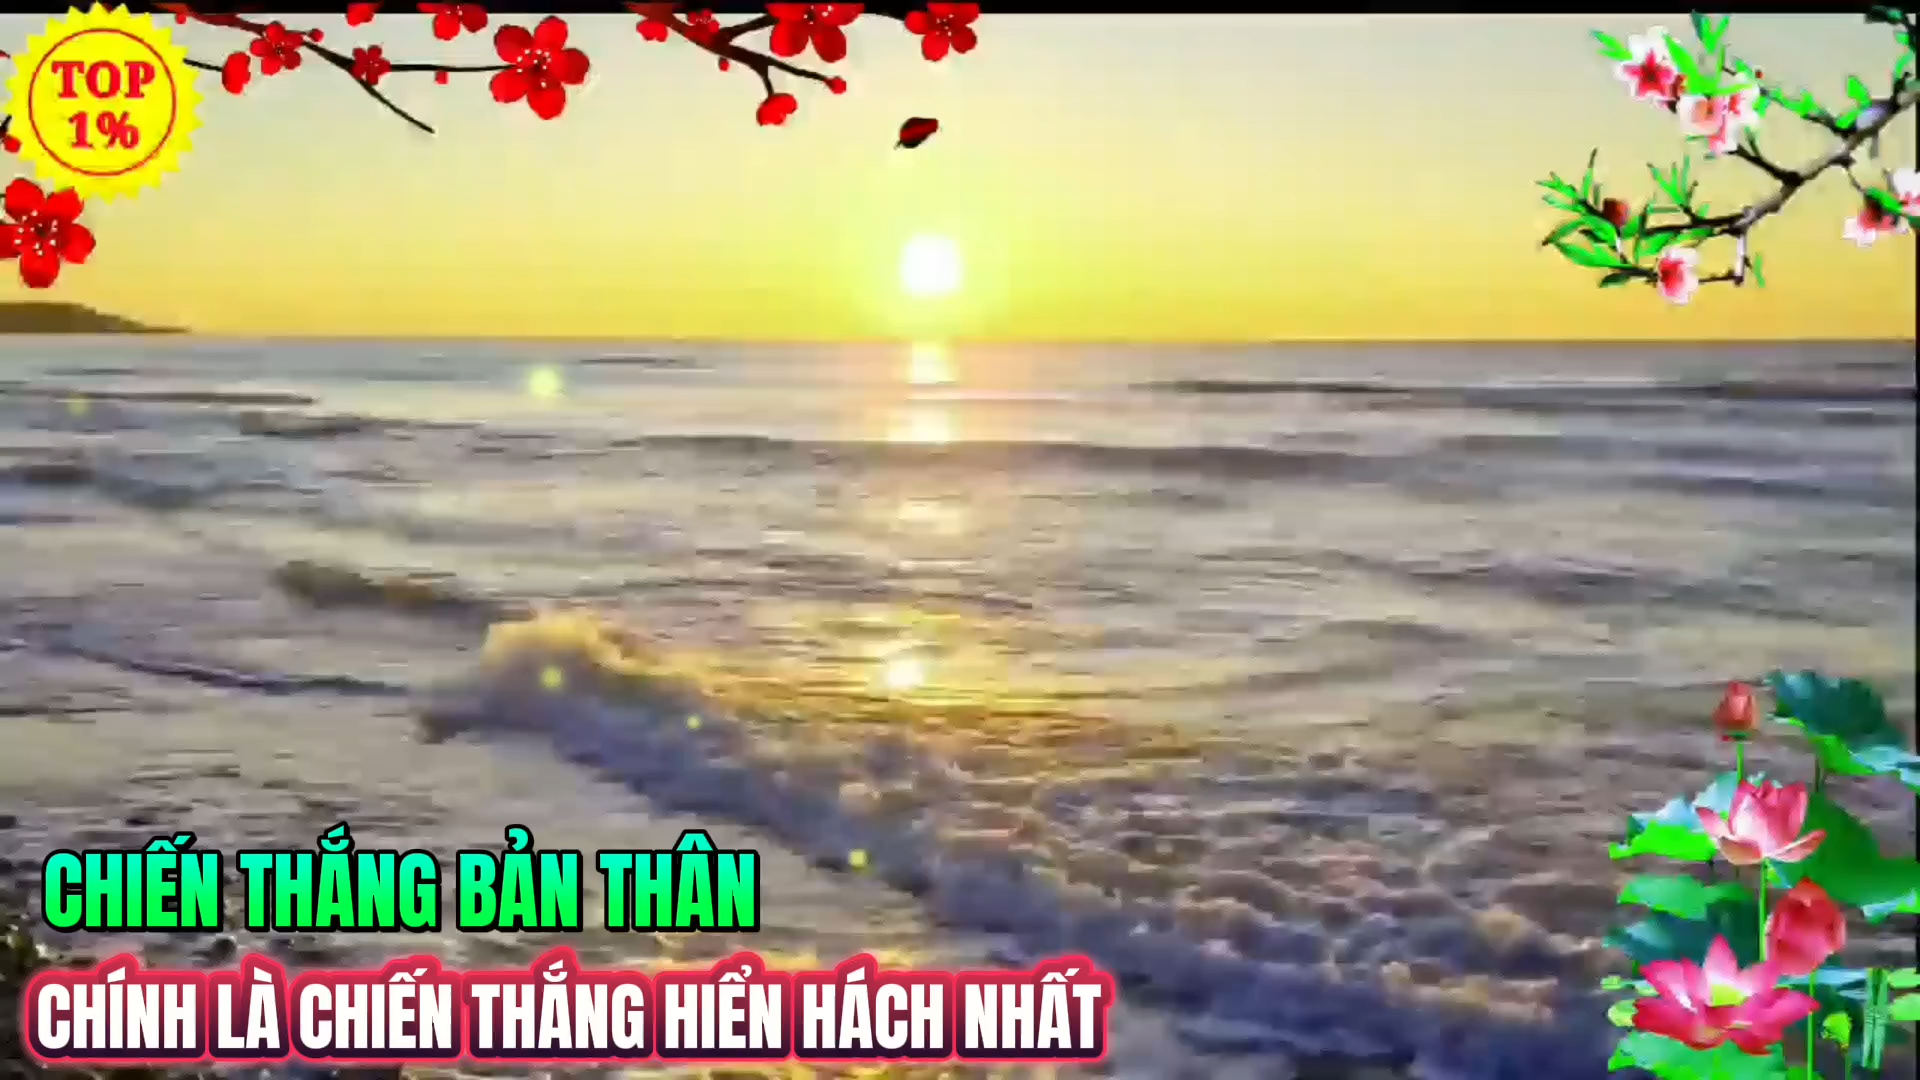 TOP
1%
CHIẾN THẮNG BẢN THÂN
CHÍNH LÀ CHIẾN THẮNG HIỂN HÁCH NHẤT